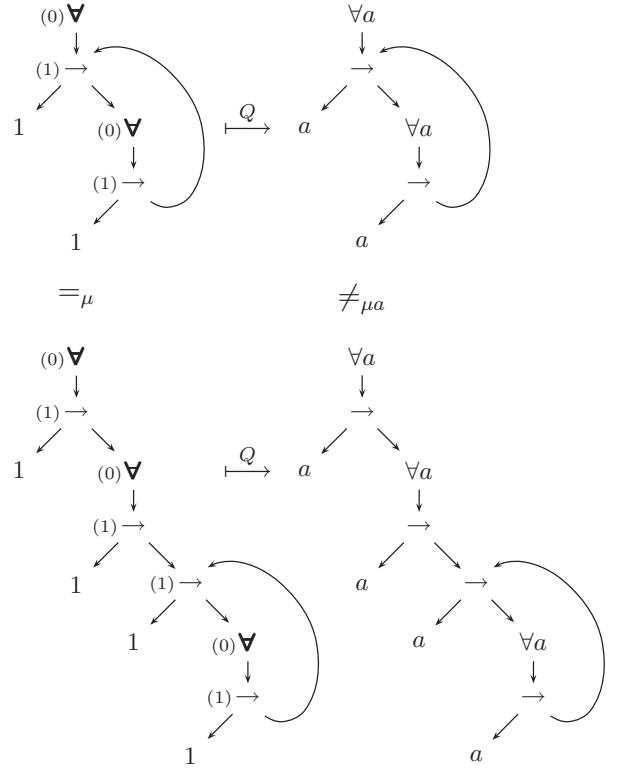 (0)∀ ∀a
(1)→ →
1 (0)∀ Q a ∀a
(1)→ →
1 a
=μ ≠μa
(0)∀ ∀a
(1)→ →
1 (0)∀ Q a ∀a
(1)→ →
1 (1)→ a →
1 (0)∀ a ∀a
(1)→ →
1 a